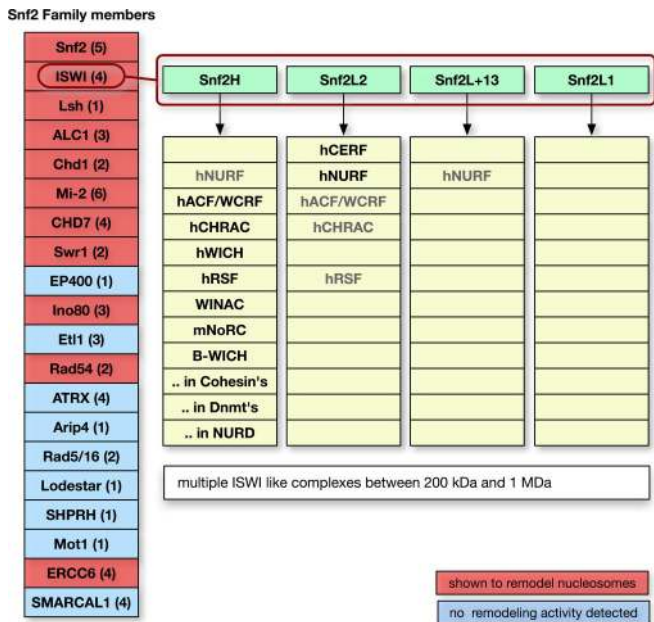 Snf2 Family members
Snf2 (5)
ISWI (4)
Lsh (1)
ALC1 (3)
Chd1 (2)
Mi-2 (6)
CHD7 (4)
Swr1 (2)
EP400 (1)
Ino80 (3)
Etl1 (3)
Rad54 (2)
ATRX (4)
Arip4 (1)
Rad5/16 (2)
Lodestar (1)
SHPRH (1)
Mot1 (1)
ERCC6 (4)
SMARCAL1 (4)
Snf2H
hNURF
hACF/WCRF
hCHRAC
hWICH
hRSF
WINAC
mNoRC
B-WICH
.. in Cohesin's
.. in Dnmt's
.. in NURD
Snf2L2
hCERF
hNURF
hACF/WCRF
hCHRAC
hRSF
Snf2L+13
hNURF
Snf2L1
multiple ISWI like complexes between 200 kDa and 1 MDa
shown to remodel nucleosomes
no remodeling activity detected